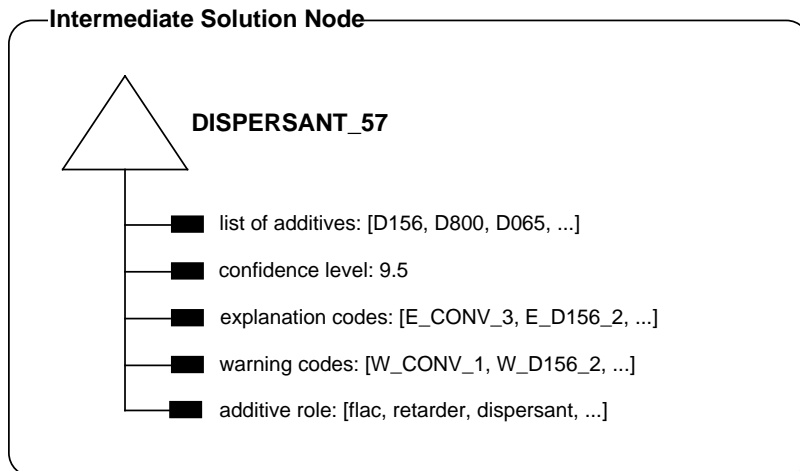 Intermediate Solution Node
DISPERSANT_57
list of additives: [D156, D800, D065, ...]
confidence level: 9.5
explanation codes: [E_CONV_3, E_D156_2, ...]
warning codes: [W_CONV_1, W_D156_2, ...]
additive role: [flac, retarder, dispersant, ...]